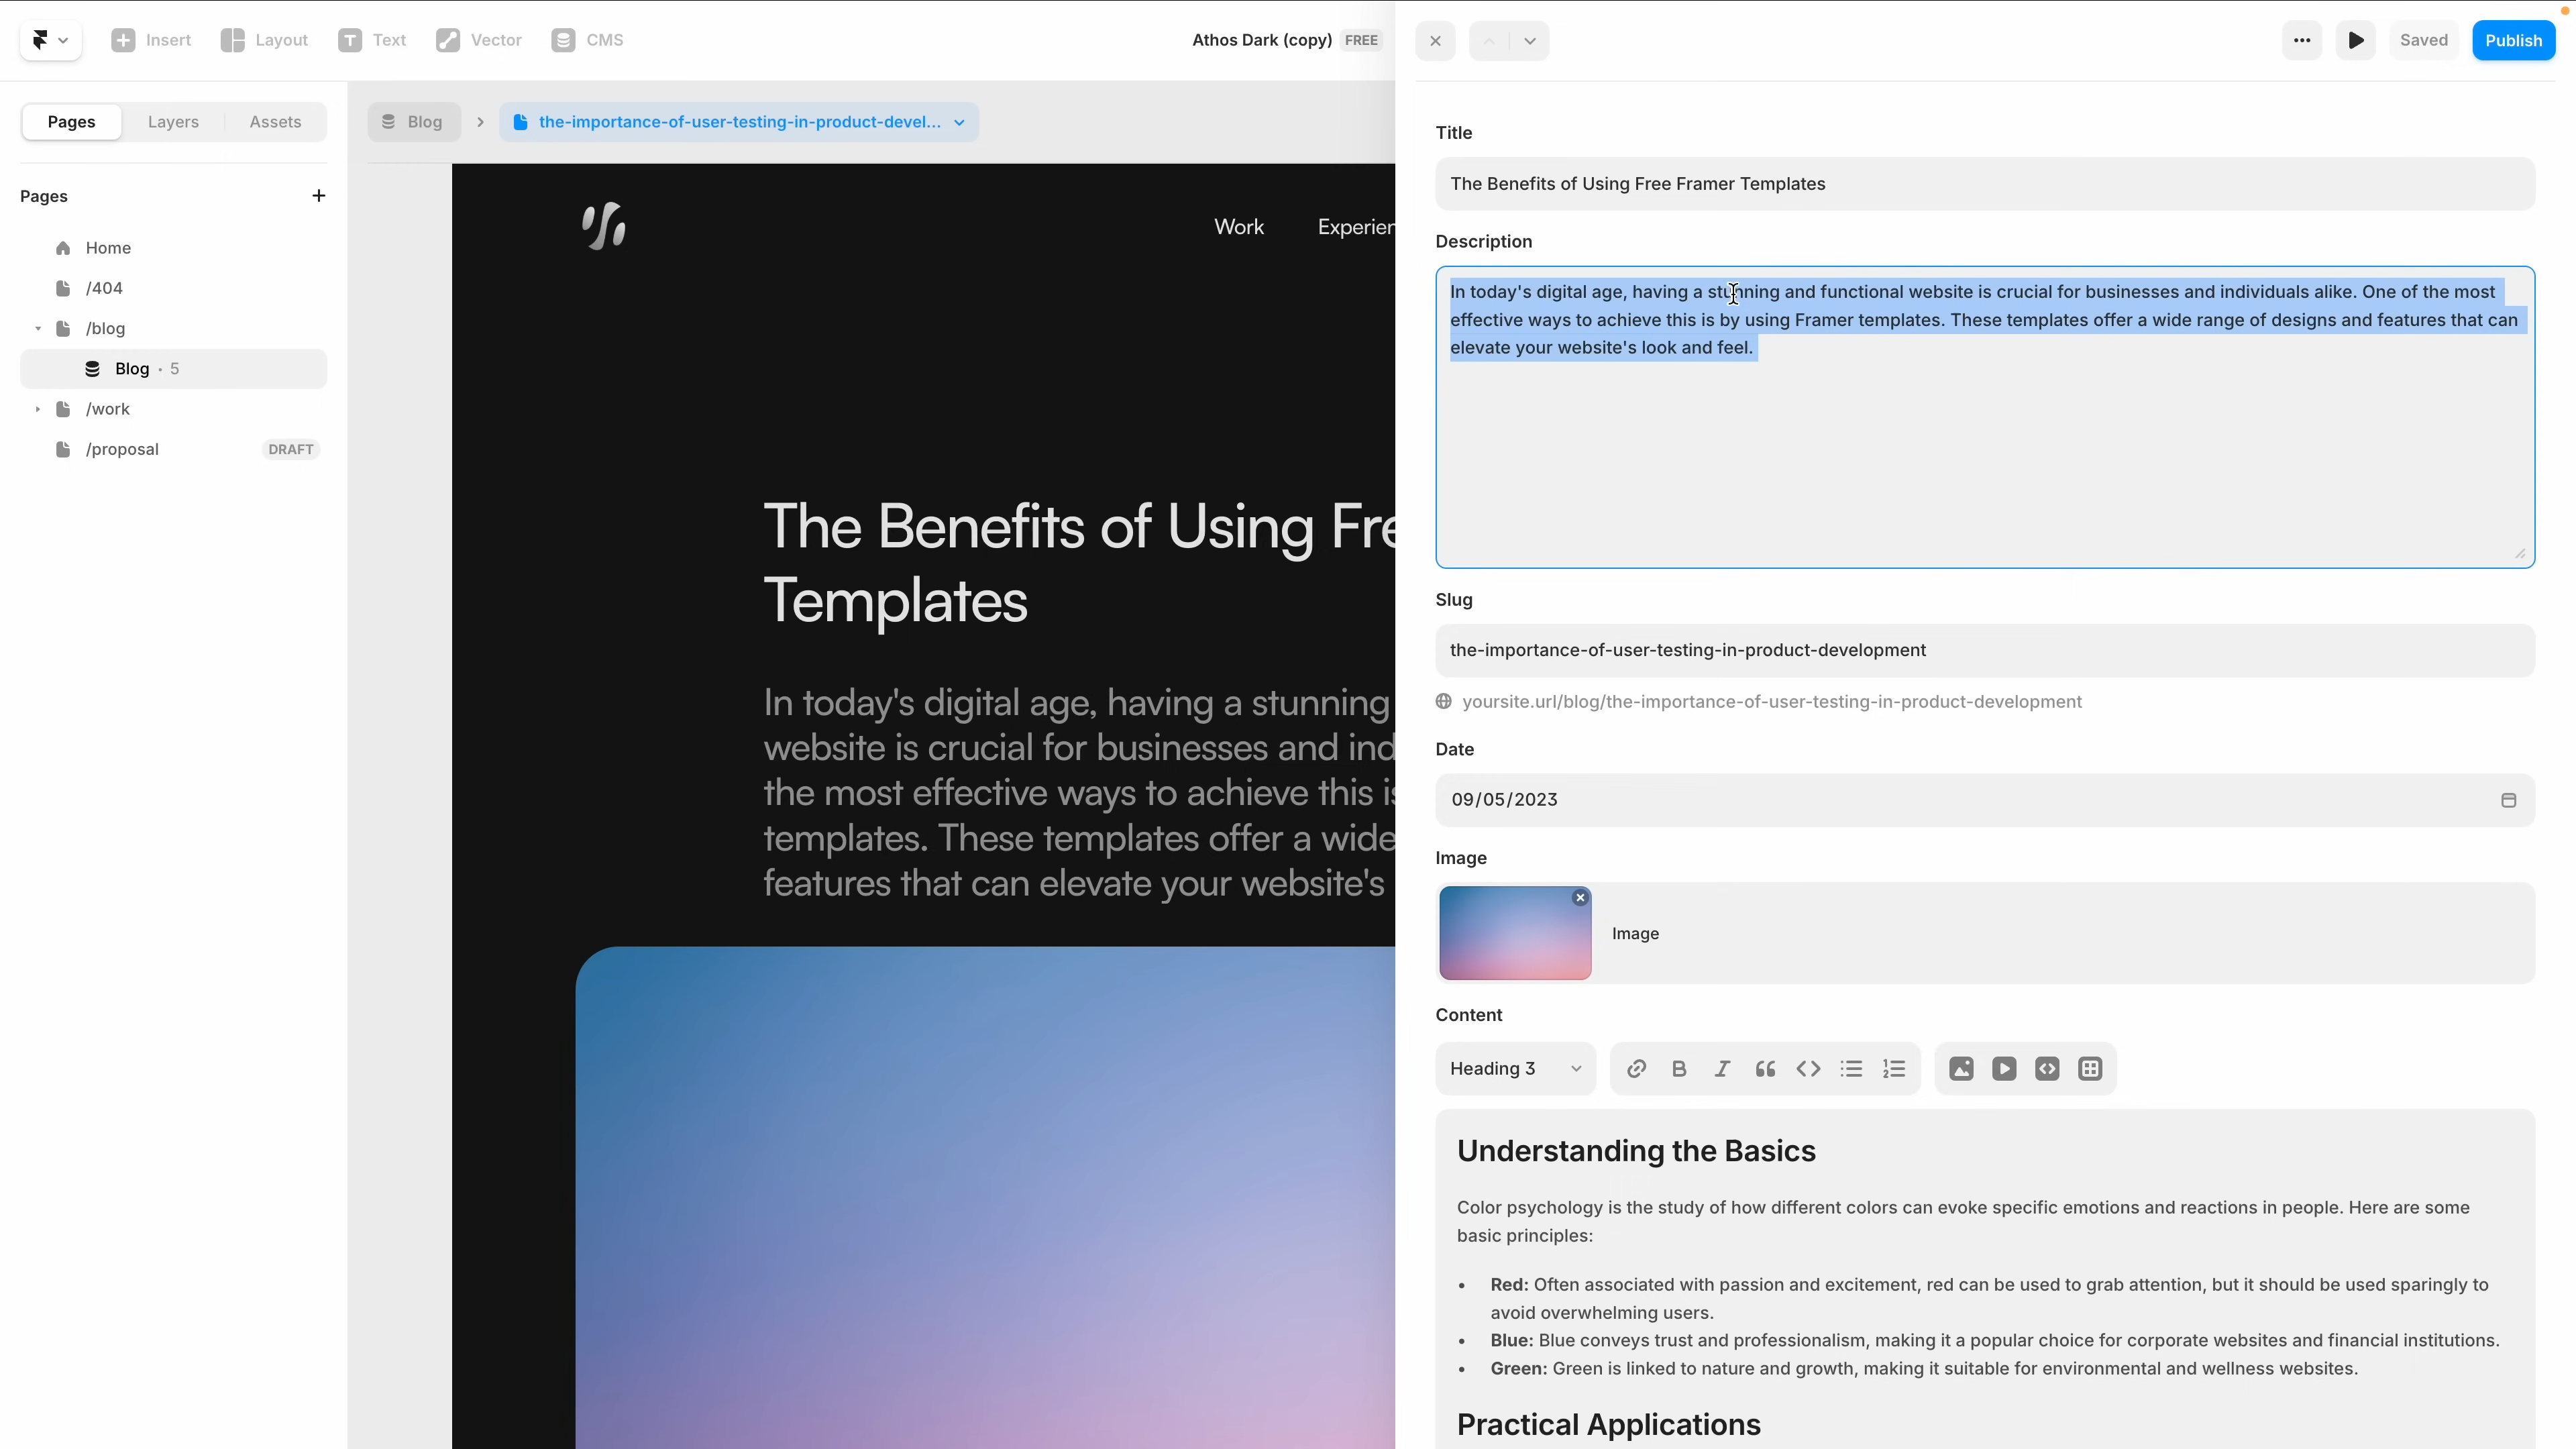 Insert
Layout
Text
Vector
CMS
Athos Dark (copy) FREE
Saved
Publish
Pages
Layers
Assets
Blog
the-importance-of-user-testing-in-product-devel...
Pages
Home
/404
/blog
Blog · 5
/work
/proposal DRAFT
Work
Experier
The Benefits of Using Fre
Templates
In today's digital age, having a stunning
website is crucial for businesses and ind
the most effective ways to achieve this is
templates. These templates offer a wide
features that can elevate your website's
Title
The Benefits of Using Free Framer Templates
Description
In today's digital age, having a stunning and functional website is crucial for businesses and individuals alike. One of the most
effective ways to achieve this is by using Framer templates. These templates offer a wide range of designs and features that can
elevate your website's look and feel.
Slug
the-importance-of-user-testing-in-product-development
yoursite.url/blog/the-importance-of-user-testing-in-product-development
Date
09/05/2023
Image
Image
Content
Heading 3
Understanding the Basics
Color psychology is the study of how different colors can evoke specific emotions and reactions in people. Here are some
basic principles:
• Red: Often associated with passion and excitement, red can be used to grab attention, but it should be used sparingly to
avoid overwhelming users.
• Blue: Blue conveys trust and professionalism, making it a popular choice for corporate websites and financial institutions.
• Green: Green is linked to nature and growth, making it suitable for environmental and wellness websites.
Practical Applications